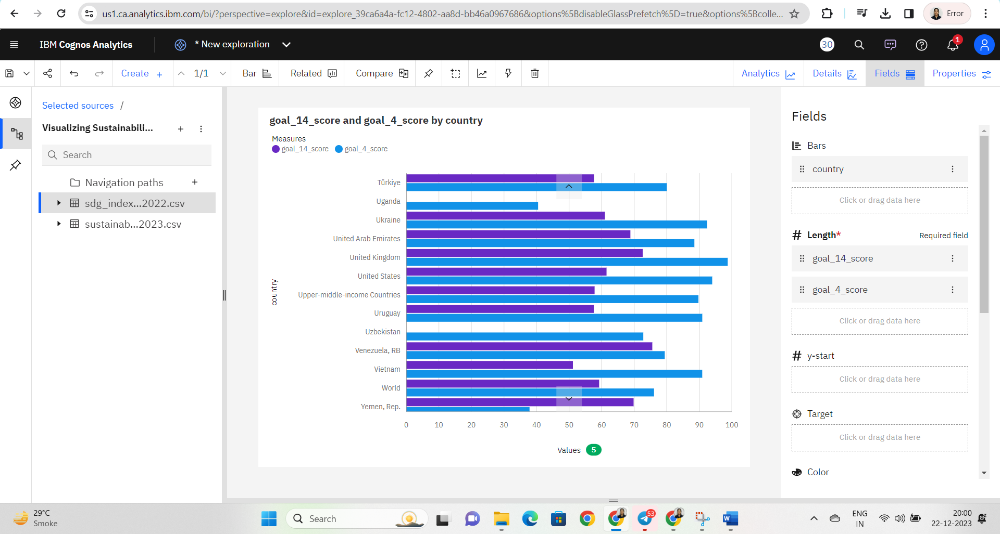 us1.ca.analytics.ibm.com/bi/?perspective=explore&id=explore_39ca6a4a-fc12-4802-aa8d-bb46a0967686&options%5BdisableGlassPrefetch%5D=true&options%5Bcolle...
Error
IBM Cognos Analytics
* New exploration
30
1
Create +
1/1
Bar
Related
Compare
Analytics
Details
Fields
Properties
Selected sources /
Visualizing Sustainabili...
Search
Navigation paths
sdg_index...2022.csv
sustainab...2023.csv
goal_14_score and goal_4_score by country
Measures
goal_14_score
goal_4_score
country
Türkiye
Uganda
Ukraine
United Arab Emirates
United Kingdom
United States
Upper-middle-income Countries
Uruguay
Uzbekistan
Venezuela, RB
Vietnam
World
Yemen, Rep.
0 10 20 30 40 50 60 70 80 90 100
Values 5
Fields
Bars
country
Click or drag data here
# Length* Required field
goal_14_score
goal_4_score
Click or drag data here
# y-start
Click or drag data here
Target
Click or drag data here
Color
29°C
Smoke
Search
53
ENG
IN
20:00
22-12-2023